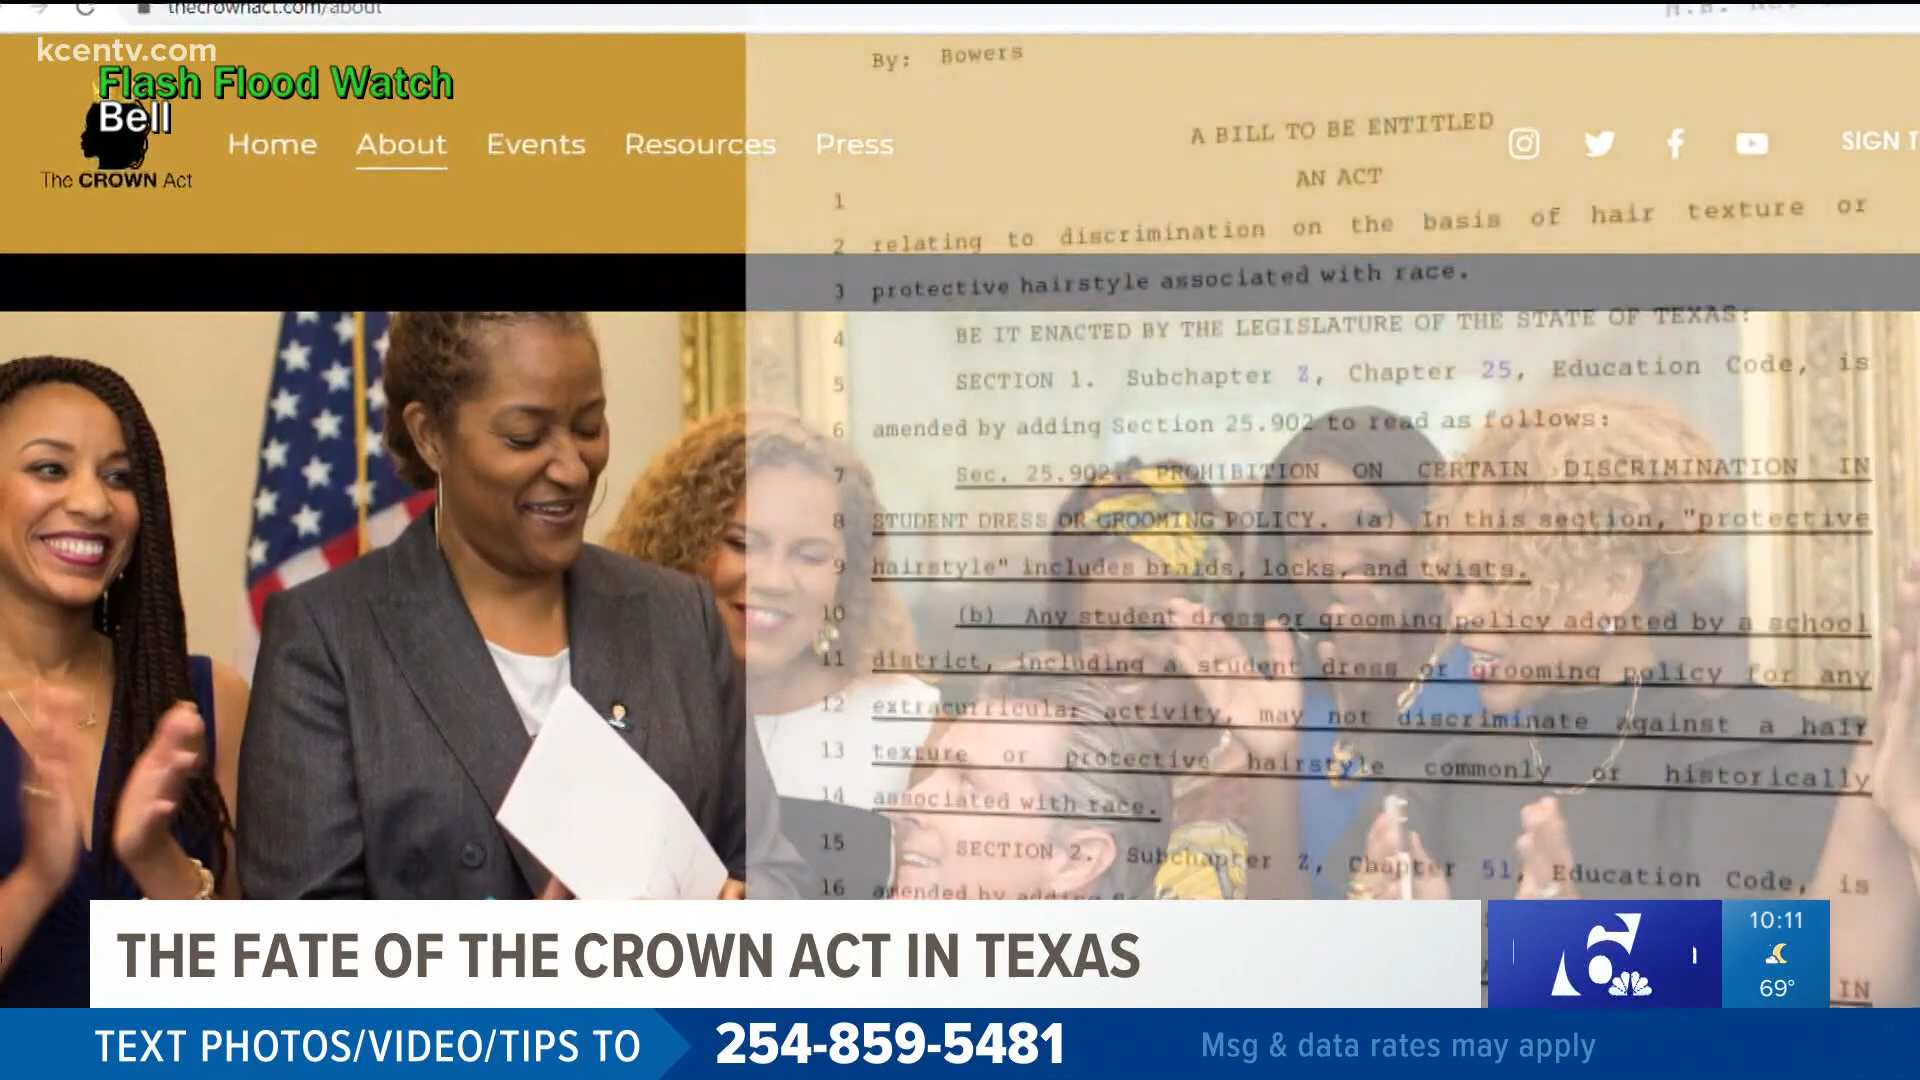 thecrownact.com/about
kcentv.com
By: Bowers
Flash Flood Watch
Bell
Home About Events Resources Press
SIGN
The CROWN Act
A BILL TO BE ENTITLED
AN ACT
1
2 relating to discrimination on the basis of hair texture or
3 protective hairstyle associated with race.
4 BE IT ENACTED BY THE LEGISLATURE OF THE STATE OF TEXAS:
5 SECTION 1. Subchapter Z, Chapter 25, Education Code, is
6 amended by adding Section 25.902 to read as follows:
7 Sec. 25.902. PROHIBITION ON CERTAIN DISCRIMINATION IN
8 STUDENT DRESS OR GROOMING POLICY. (a) In this section, "protective
9 hairstyle" includes braids, locks, and twists.
10 (b) Any student dress or grooming policy adopted by a school
11 district, including a student dress or grooming policy for any
12 extracurricular activity, may not discriminate against a hair
13 texture or protective hairstyle commonly or historically
14 associated with race.
15 SECTION 2. Subchapter Z, Chapter 51, Education Code, is
16 amended by adding
THE FATE OF THE CROWN ACT IN TEXAS
6
10:11
69°
IN
TEXT PHOTOS/VIDEO/TIPS TO 254-859-5481 Msg & data rates may apply